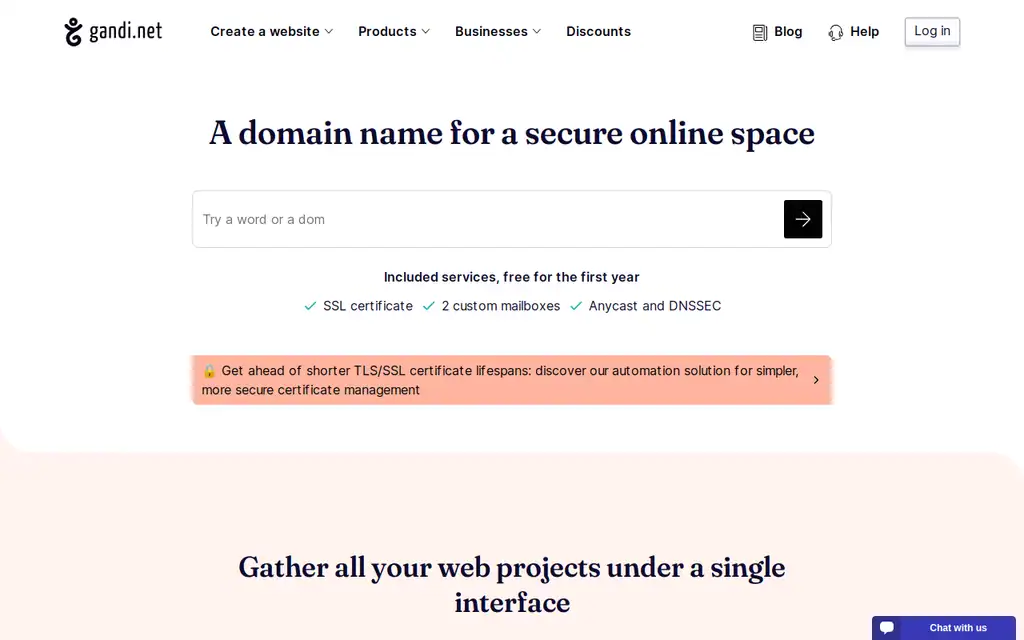 gandi.net
Create a website
Products
Businesses
Discounts
Blog
Help
Log in
A domain name for a secure online space
Try a word or a dom
Included services, free for the first year
SSL certificate
2 custom mailboxes
Anycast and DNSSEC
🔒 Get ahead of shorter TLS/SSL certificate lifespans: discover our automation solution for simpler,
more secure certificate management
Gather all your web projects under a single
interface
Chat with us